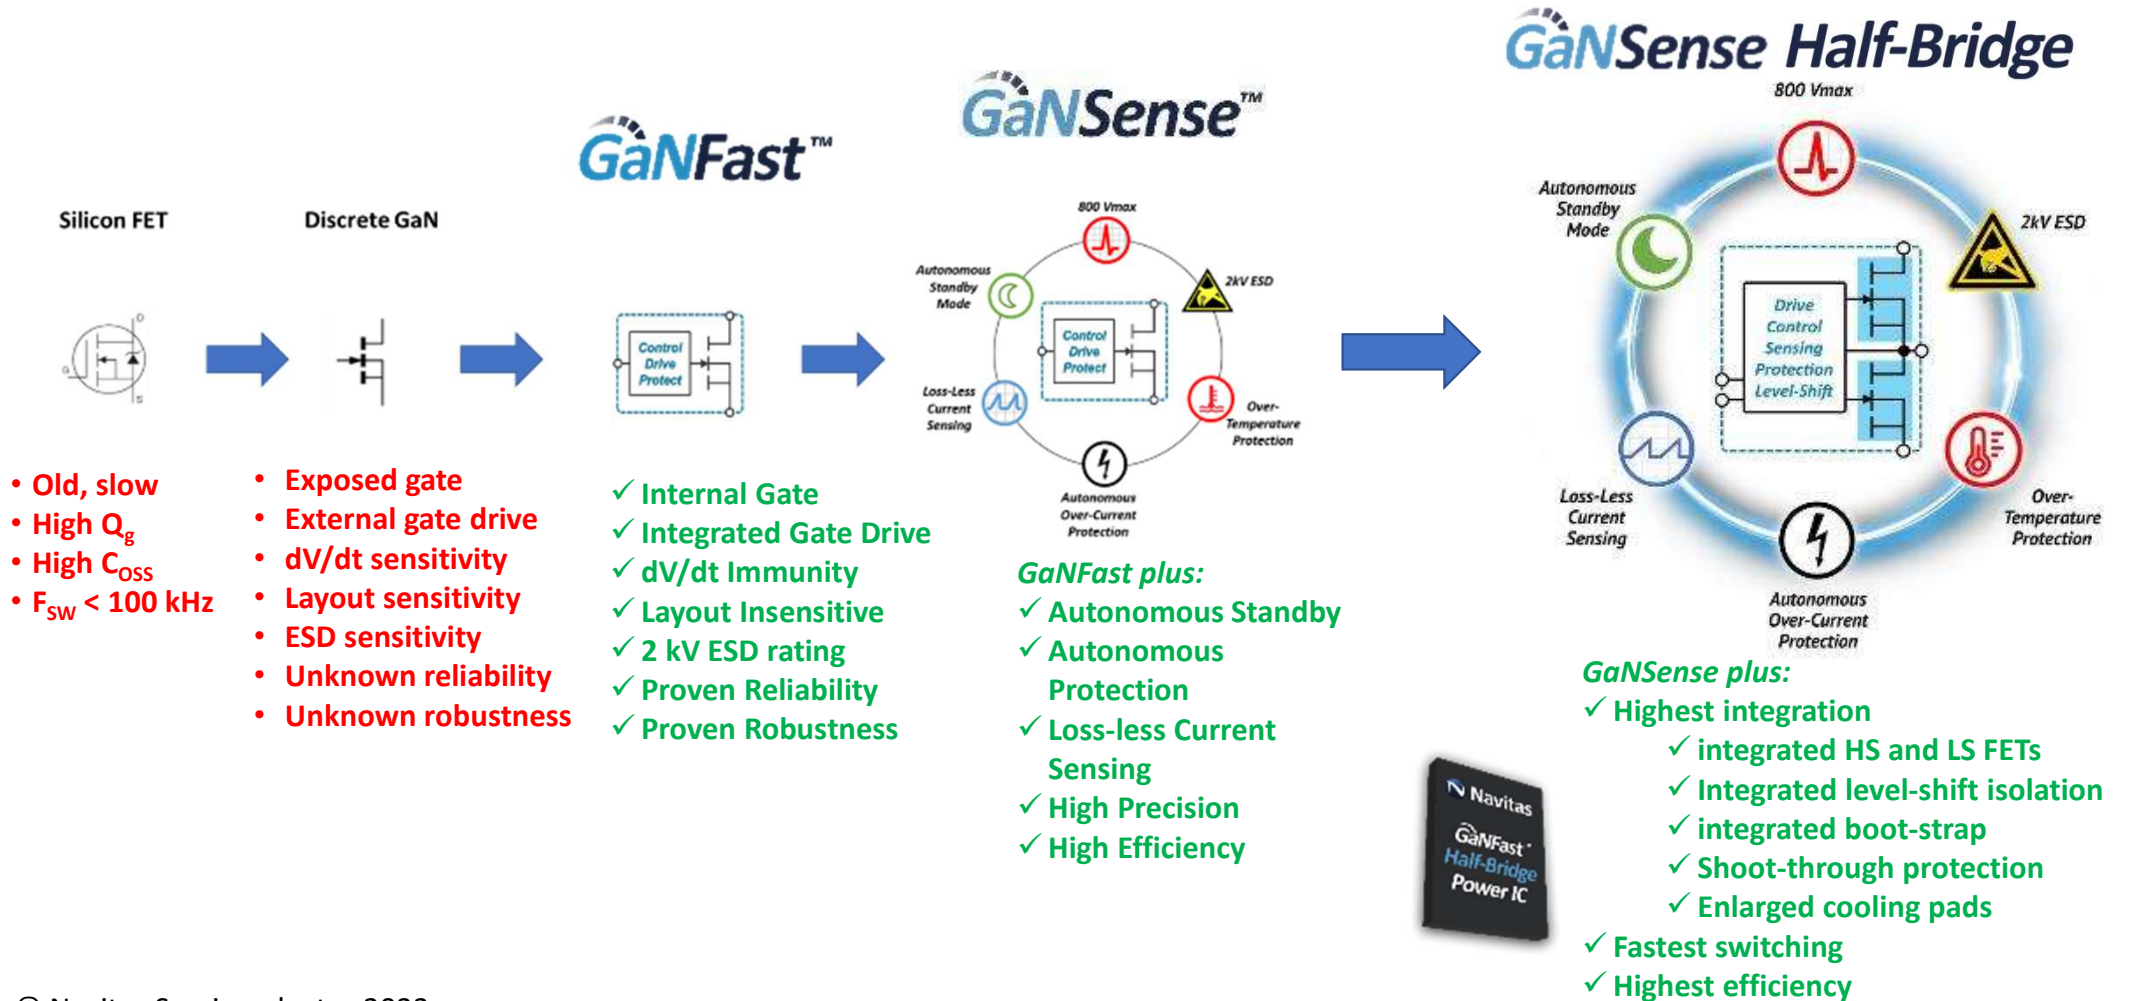 Silicon FET
D
G
S
• Old, slow
• High Qg
• High COSS
• FSW < 100 kHz
Discrete GaN
• Exposed gate
• External gate drive
• dV/dt sensitivity
• Layout sensitivity
• ESD sensitivity
• Unknown reliability
• Unknown robustness
GaNFast™
Control
Drive
Protect
✓ Internal Gate
✓ Integrated Gate Drive
✓ dV/dt Immunity
✓ Layout Insensitive
✓ 2 kV ESD rating
✓ Proven Reliability
✓ Proven Robustness
GaNSense™
800 Vmax
Autonomous
Standby
Mode
2kV ESD
Control
Drive
Protect
Loss-Less
Current
Sensing
Over-
Temperature
Protection
Autonomous
Over-Current
Protection
GaNFast plus:
✓ Autonomous Standby
✓ Autonomous
Protection
✓ Loss-less Current
Sensing
✓ High Precision
✓ High Efficiency
GaNSense Half-Bridge
800 Vmax
Autonomous
Standby
Mode
2kV ESD
Drive
Control
Sensing
Protection
Level-Shift
Loss-Less
Current
Sensing
Over-
Temperature
Protection
Autonomous
Over-Current
Protection
GaNSense plus:
✓ Highest integration
✓ integrated HS and LS FETs
✓ Integrated level-shift isolation
✓ integrated boot-strap
✓ Shoot-through protection
✓ Enlarged cooling pads
✓ Fastest switching
✓ Highest efficiency
Navitas
GaNFast™
Half-Bridge
Power IC